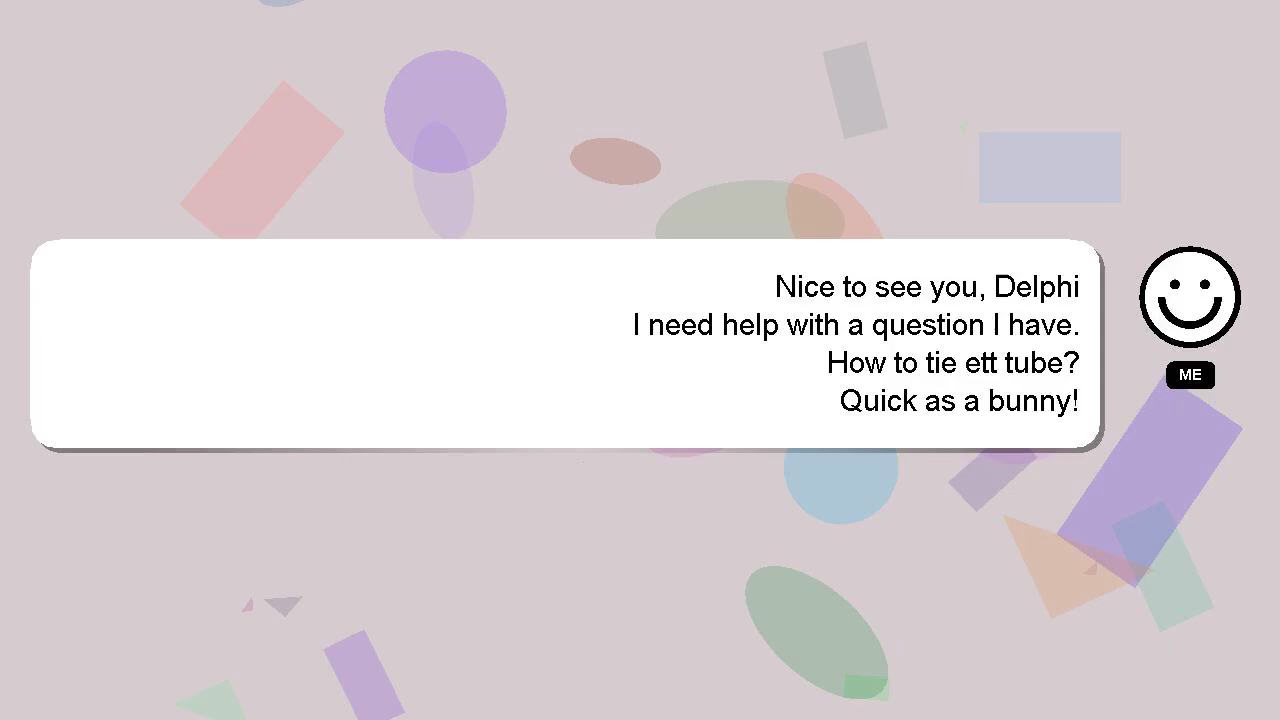 Nice to see you, Delphi
I need help with a question I have.
How to tie ett tube?
Quick as a bunny!
ME